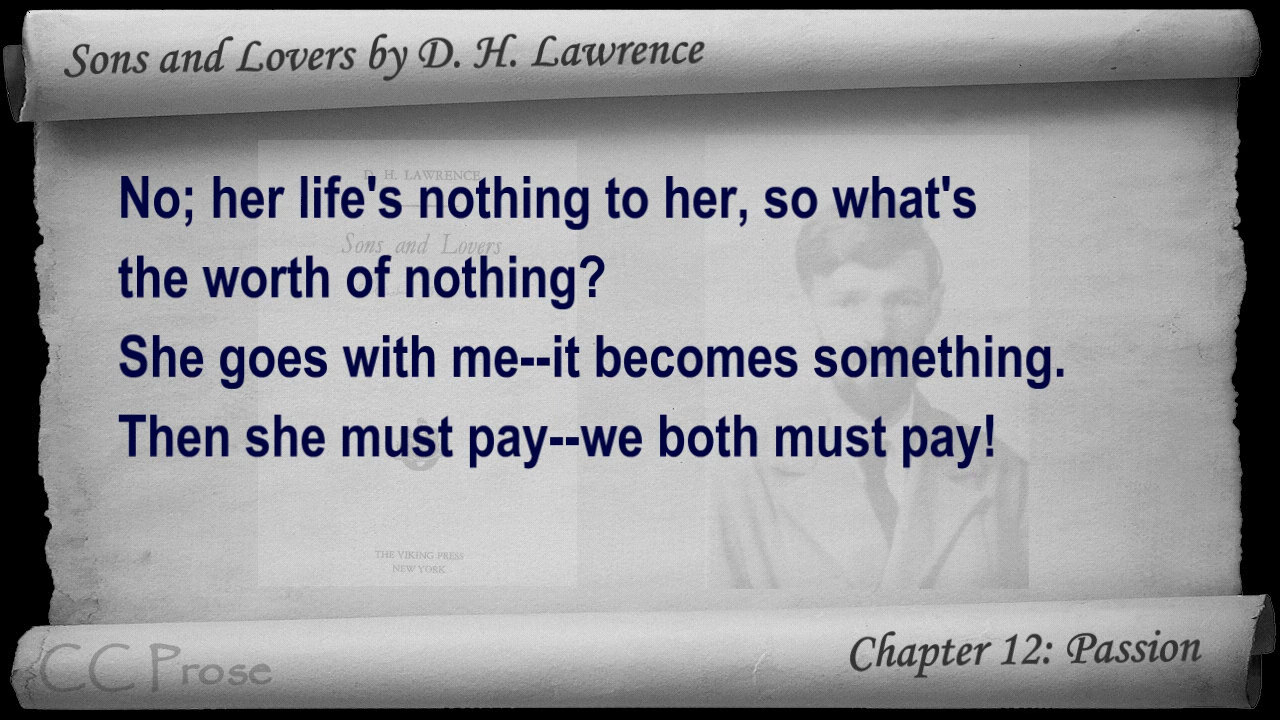 Sons and Lovers by D. H. Lawrence
D. H. LAWRENCE
No; her life's nothing to her, so what's
Sons and Lovers
the worth of nothing?
She goes with me--it becomes something.
Then she must pay--we both must pay!
THE VIKING PRESS
NEW YORK
Chapter 12: Passion
CC Prose